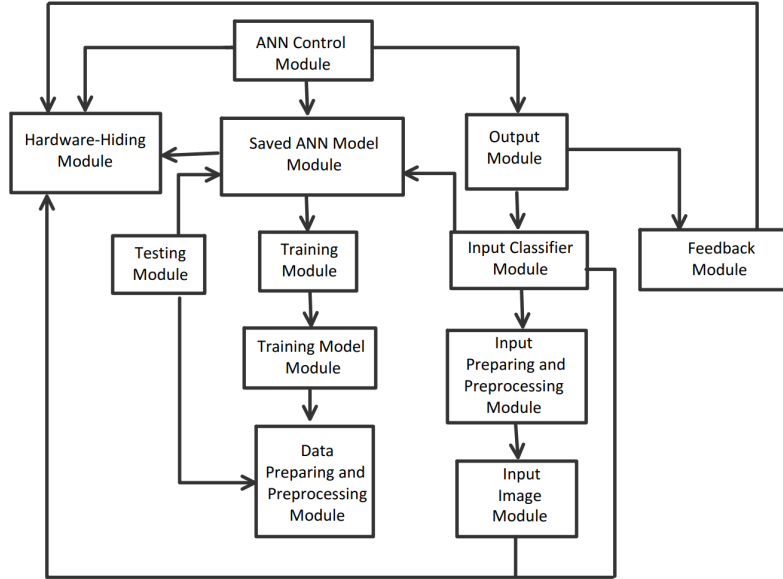 ANN Control
Module
Hardware-Hiding
Module
Saved ANN Model
Module
Output
Module
Testing
Module
Training
Module
Input Classifier
Module
Feedback
Module
Training Model
Module
Input
Preparing and
Preprocessing
Module
Data
Preparing and
Preprocessing
Module
Input
Image
Module